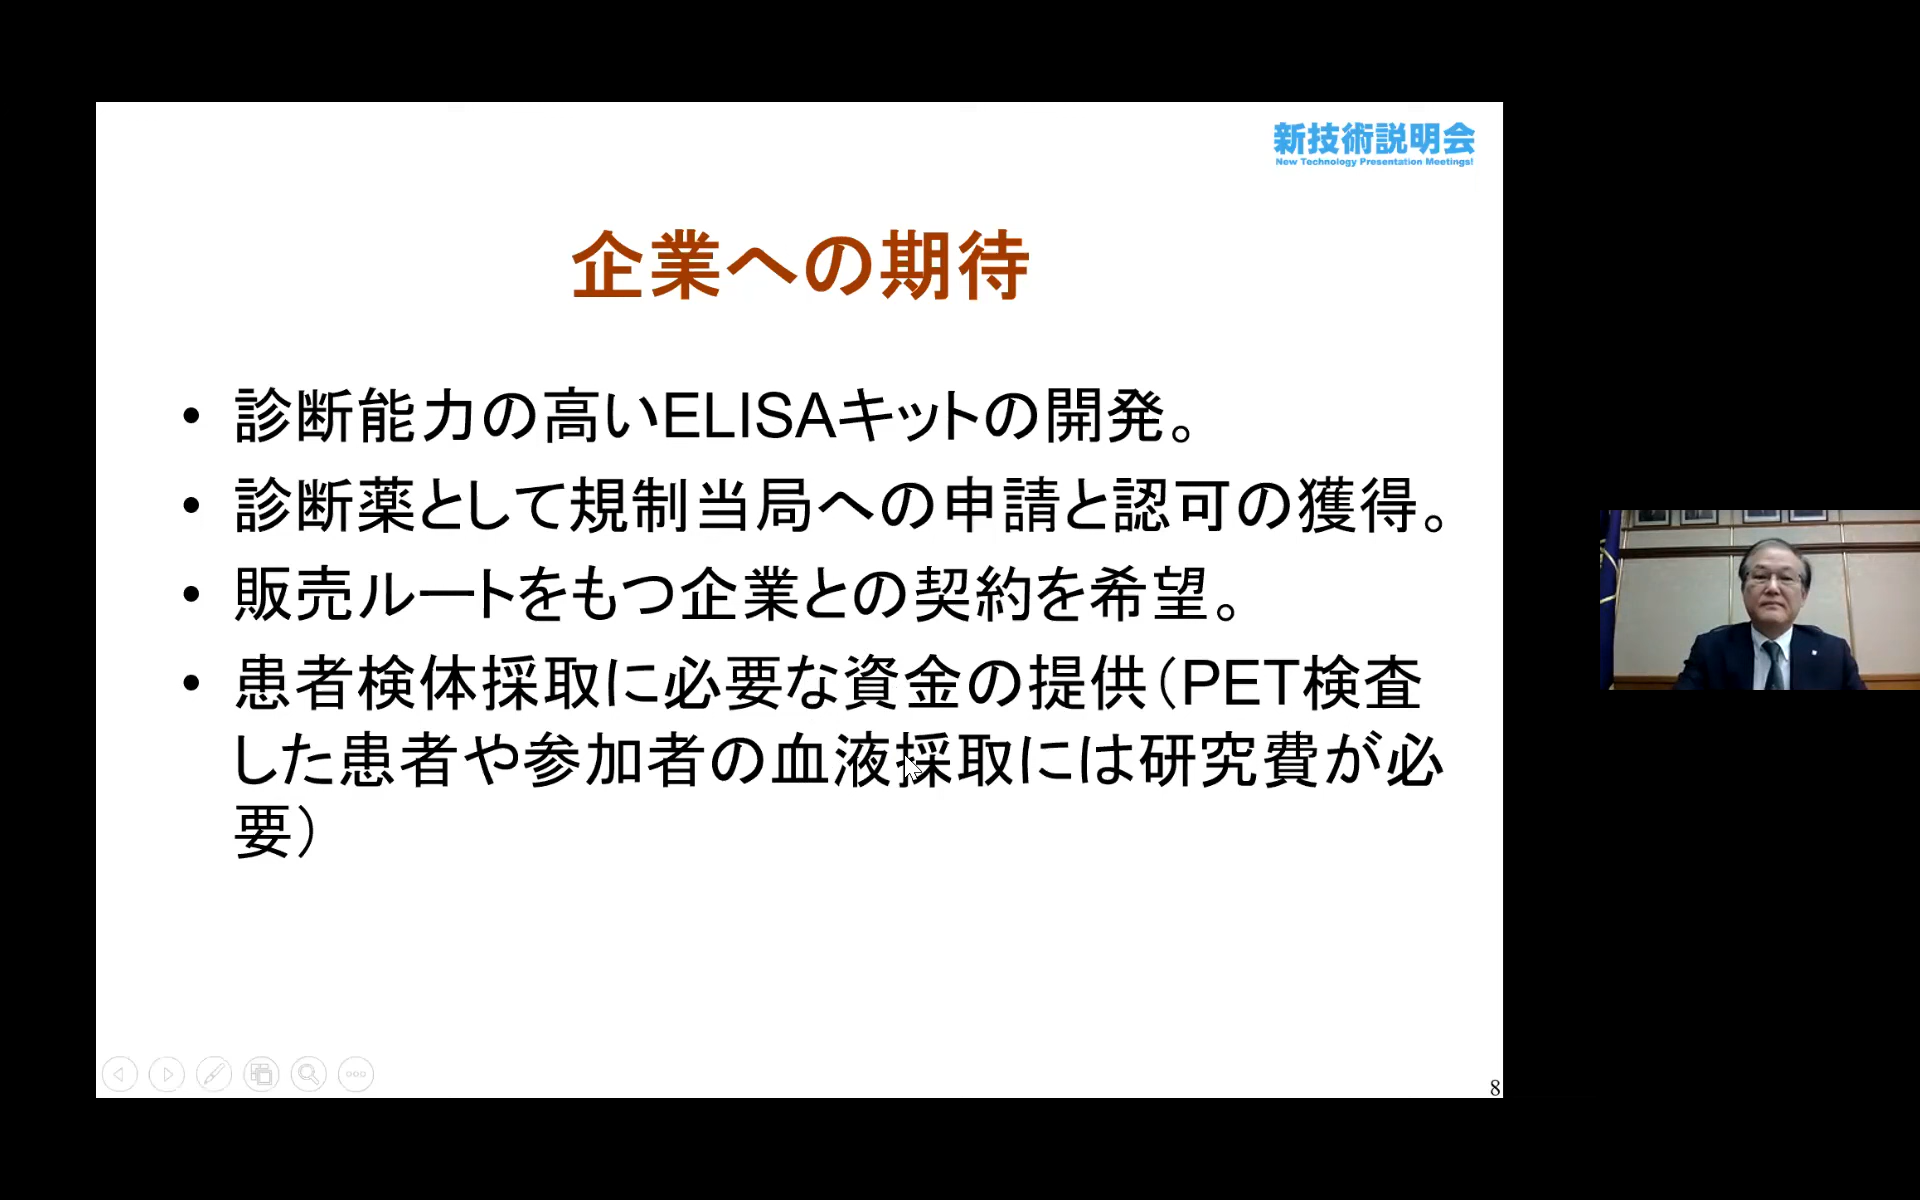 新技術説明会
New Technology Presentation Meetings!
企業への期待
• 診断能力の高いELISAキットの開発。
• 診断薬として規制当局への申請と認可の獲得。
• 販売ルートをもつ企業との契約を希望。
• 患者検体採取に必要な資金の提供（PET検査
した患者や参加者の血液採取には研究費が必
要）
8